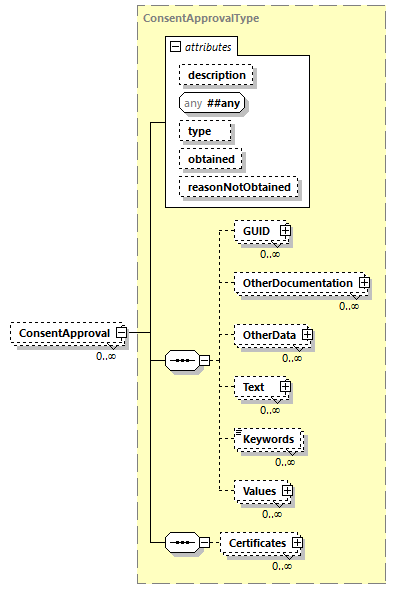 ConsentApprovalType
attributes
description
any ##any
type
obtained
reasonNotObtained
GUID
0..∞
OtherDocumentation
0..∞
OtherData
0..∞
ConsentApproval
0..∞
Text
0..∞
Keywords
0..∞
Values
0..∞
Certificates
0..∞